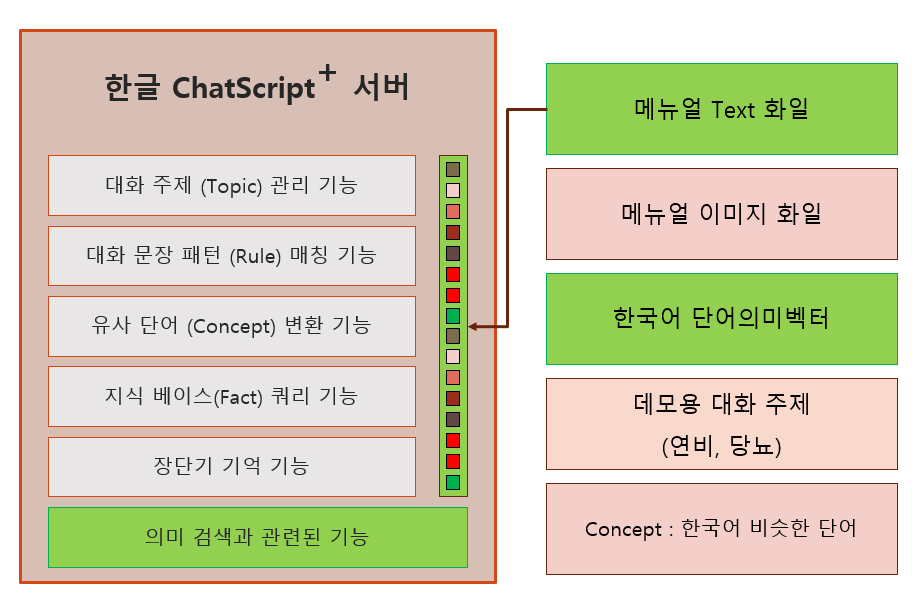 한글 ChatScript+ 서버
대화 주제 (Topic) 관리 기능
대화 문장 패턴 (Rule) 매칭 기능
유사 단어 (Concept) 변환 기능
지식 베이스(Fact) 쿼리 기능
장단기 기억 기능
의미 검색과 관련된 기능
메뉴얼 Text 화일
메뉴얼 이미지 화일
한국어 단어의미벡터
데모용 대화 주제
(연비, 당뇨)
Concept : 한국어 비슷한 단어